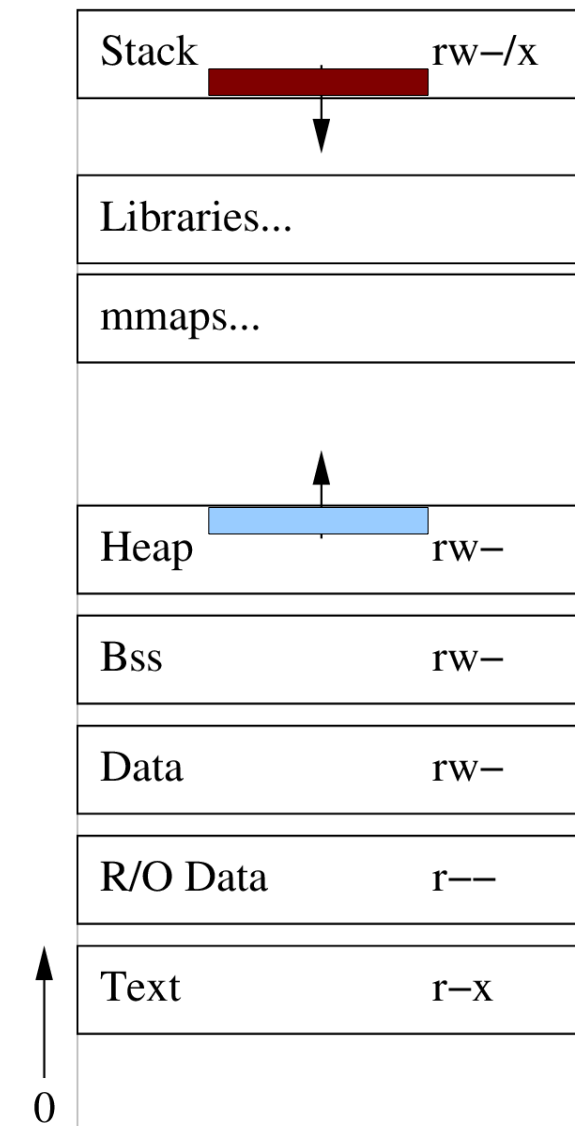 Stack rw−/x
Libraries...
mmaps...
Heap rw−
Bss rw−
Data rw−
R/O Data r−−
Text r−x
0